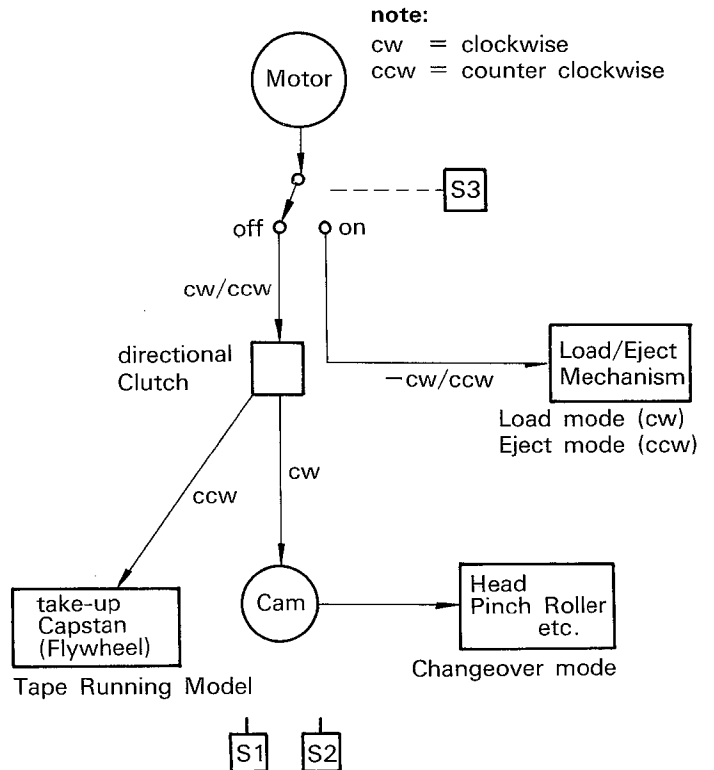 note:
cw = clockwise
ccw = counter clockwise
Motor
S3
off
on
cw/ccw
directional
Clutch
Load/Eject
Mechanism
−cw/ccw
Load mode (cw)
Eject mode (ccw)
cw
ccw
take-up
Capstan
(Flywheel)
Tape Running Model
Cam
Head
Pinch Roller
etc.
Changeover mode
S1
S2